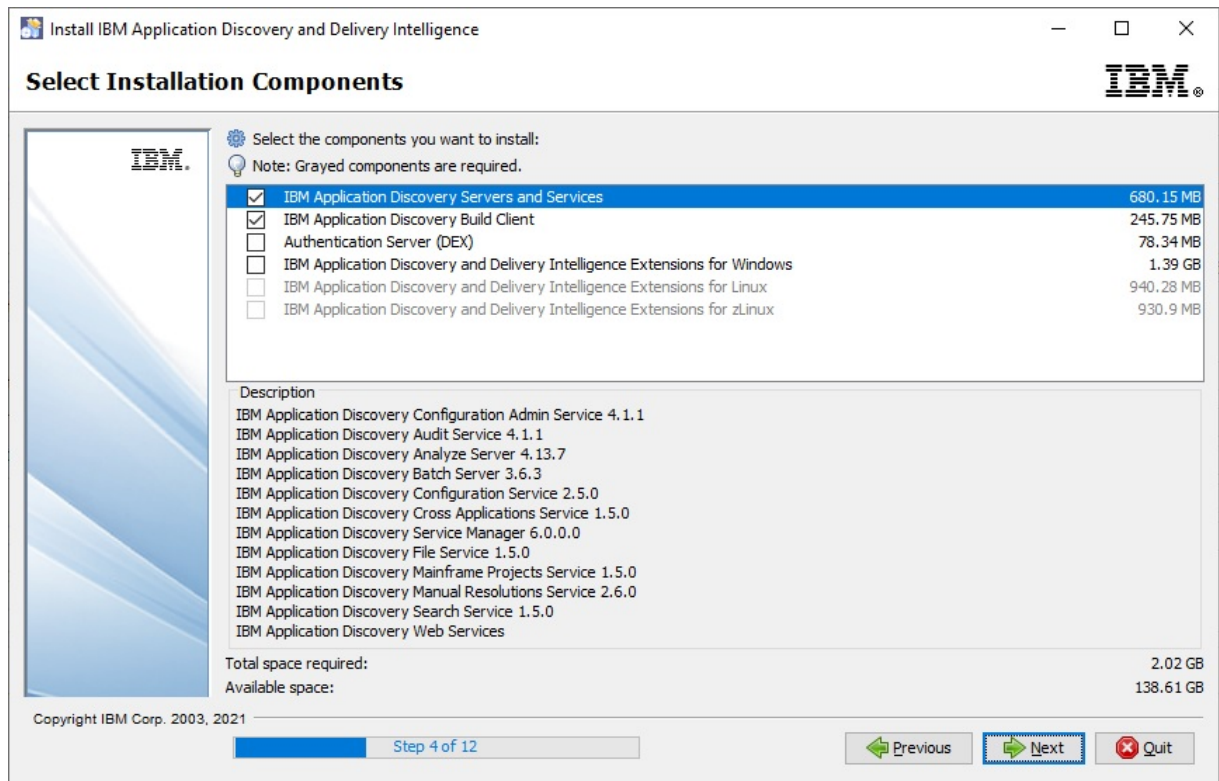 Install IBM Application Discovery and Delivery Intelligence
Select Installation Components
IBM®
IBM.
Select the components you want to install:
Note: Grayed components are required.
IBM Application Discovery Servers and Services 680.15 MB
IBM Application Discovery Build Client 245.75 MB
Authentication Server (DEX) 78.34 MB
IBM Application Discovery and Delivery Intelligence Extensions for Windows 1.39 GB
IBM Application Discovery and Delivery Intelligence Extensions for Linux 940.28 MB
IBM Application Discovery and Delivery Intelligence Extensions for zLinux 930.9 MB
Description
IBM Application Discovery Configuration Admin Service 4.1.1
IBM Application Discovery Audit Service 4.1.1
IBM Application Discovery Analyze Server 4.13.7
IBM Application Discovery Batch Server 3.6.3
IBM Application Discovery Configuration Service 2.5.0
IBM Application Discovery Cross Applications Service 1.5.0
IBM Application Discovery Service Manager 6.0.0.0
IBM Application Discovery File Service 1.5.0
IBM Application Discovery Mainframe Projects Service 1.5.0
IBM Application Discovery Manual Resolutions Service 2.6.0
IBM Application Discovery Search Service 1.5.0
IBM Application Discovery Web Services
Total space required: 2.02 GB
Available space: 138.61 GB
Copyright IBM Corp. 2003, 2021
Step 4 of 12 Previous Next Quit